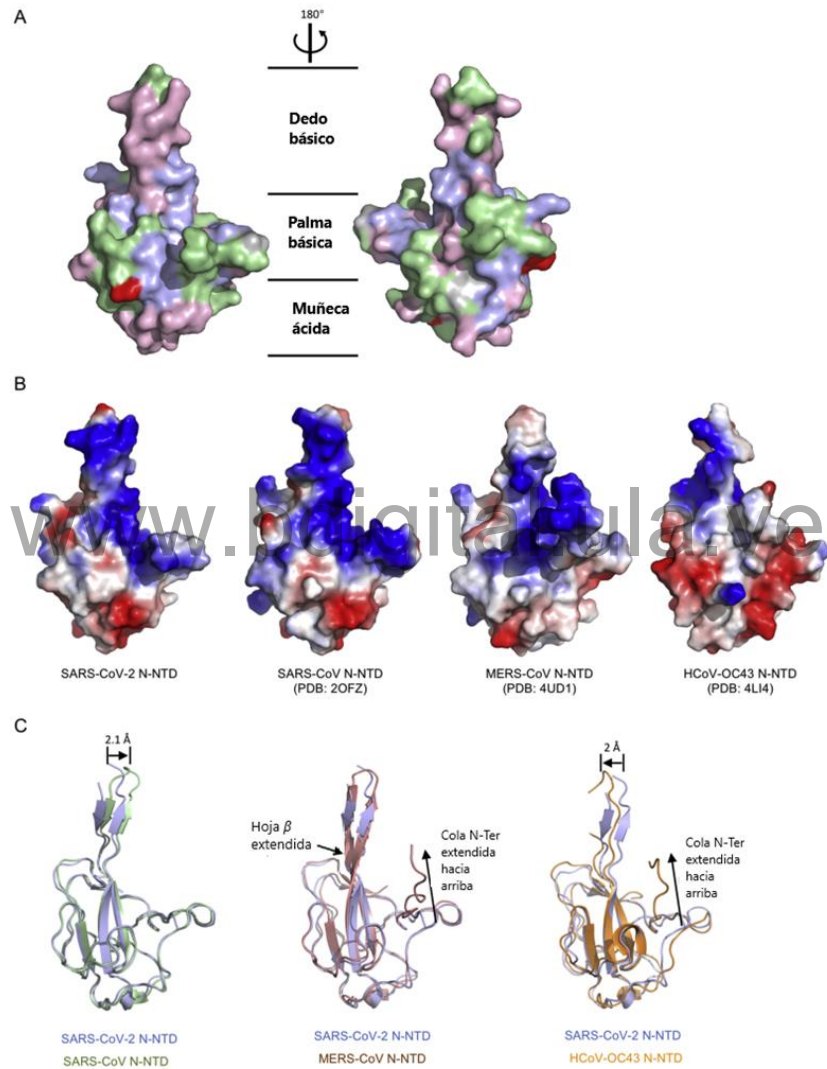 A
180°
Dedo
básico
Palma
básica
Muñeca
ácida
B
www.bdigital.ula.ve
SARS-CoV-2 N-NTD
SARS-CoV N-NTD
(PDB: 2OFZ)
MERS-CoV N-NTD
(PDB: 4UD1)
HCoV-OC43 N-NTD
(PDB: 4LI4)
C
2.1 Å
SARS-CoV-2 N-NTD
SARS-CoV N-NTD
Hoja β
extendida
Cola N-Ter
extendida
hacia
arriba
SARS-CoV-2 N-NTD
MERS-CoV N-NTD
2 Å
Cola N-Ter
extendida
hacia
arriba
SARS-CoV-2 N-NTD
HCoV-OC43 N-NTD